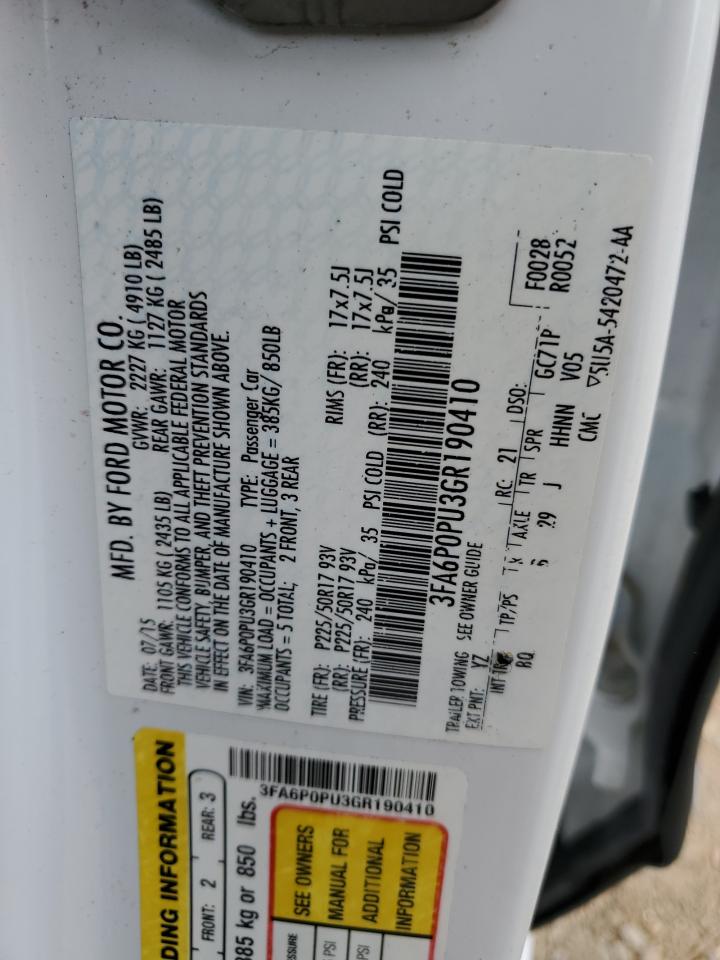 MFD. BY FORD MOTOR CO.
DATE: 07/15 GVWR: 2227 KG ( 4910 LB)
FRONT GAWR: 1105 KG ( 2435 LB) REAR GAWR: 1127 KG ( 2485 LB)
THIS VEHICLE CONFORMS TO ALL APPLICABLE FEDERAL MOTOR
VEHICLE SAFETY, BUMPER, AND THEFT PREVENTION STANDARDS
IN EFFECT ON THE DATE OF MANUFACTURE SHOWN ABOVE.
VIN: 3FA6P0PU3GR190410 TYPE: Passenger Car
MAXIMUM LOAD = OCCUPANTS + LUGGAGE = 385KG/ 850LB
OCCUPANTS = 5 TOTAL; 2 FRONT, 3 REAR
TIRE (FR): P225/50R17 93V RIMS (FR): 17x7.5J
(RR): P225/50R17 93V (RR): 17x7.5J
PRESSURE (FR): 240 kPa/ 35 PSI COLD (RR): 240 kPa/ 35 PSI COLD
3FA6P0PU3GR190410
TRAILER TOWING SEE OWNER GUIDE
EXT PNT: YZ RC: 21 DSO: F002B
INT TR TP/PS AXLE TR SPR GC71P R0052
BQ 29 J HHNN V05
CMC ▽5U5A-5420472-AA
DING INFORMATION
FRONT: 2 REAR: 3
385 kg or 850 lbs.
3FA6P0PU3GR190410
SEE OWNERS
MANUAL FOR
ADDITIONAL
INFORMATION
PSI
PSI